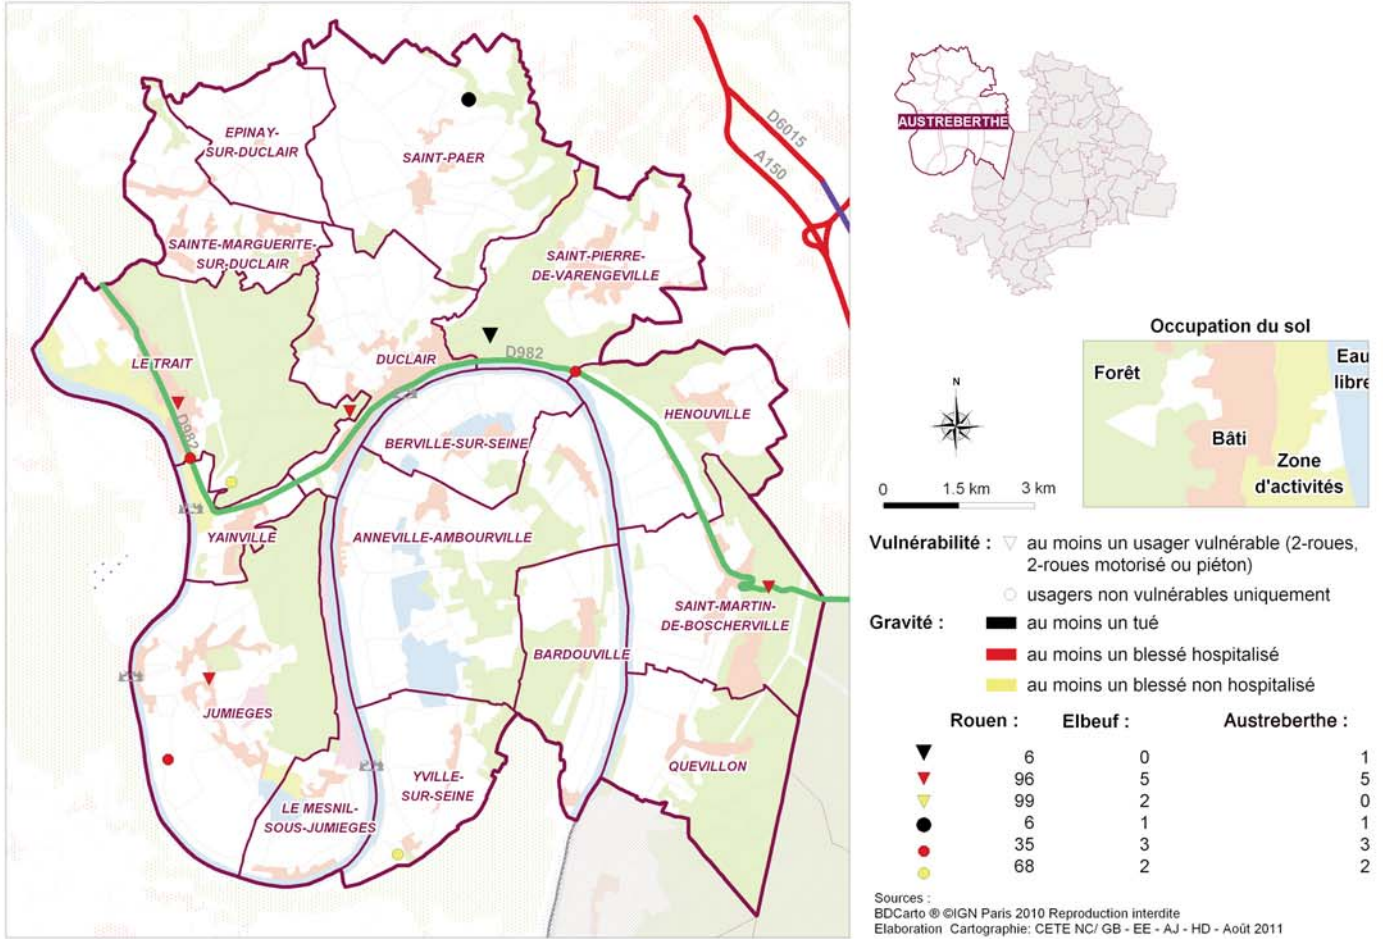 EPINAY-
SUR-DUCLAIR
SAINT-PAER
SAINTE-MARGUERITE-
SUR-DUCLAIR
SAINT-PIERRE-
DE-VARENGEVILLE
D6015
A150
LE TRAIT
DUCLAIR
D982
D982
HENOUVILLE
BERVILLE-SUR-SEINE
YAINVILLE
ANNEVILLE-AMBOURVILLE
SAINT-MARTIN-
DE-BOSCHERVILLE
BARDOUVILLE
JUMIEGES
QUEVILLON
YVILLE-
SUR-SEINE
LE MESNIL-
SOUS-JUMIEGES
AUSTREBERTHE
Occupation du sol
Forêt
Eau
libre
Bâti
Zone
d'activités
N
0 1.5 km 3 km
Vulnérabilité : au moins un usager vulnérable (2-roues,
2-roues motorisé ou piéton)
usagers non vulnérables uniquement
Gravité : au moins un tué
au moins un blessé hospitalisé
au moins un blessé non hospitalisé
Rouen : Elbeuf : Austreberthe :
6 0 1
96 5 5
99 2 0
6 1 1
35 3 3
68 2 2
Sources :
BDCarto ® ©IGN Paris 2010 Reproduction interdite
Elaboration Cartographie: CETE NC/ GB - EE - AJ - HD - Août 2011